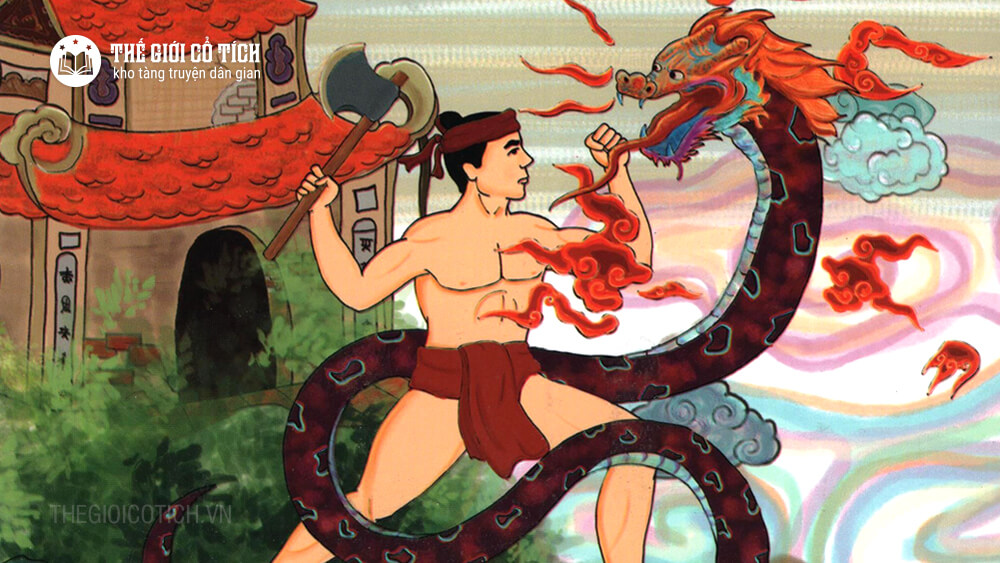 THẾ GIỚI CỔ TÍCH
kho tàng truyện dân gian
THEGIOICOTICH.VN